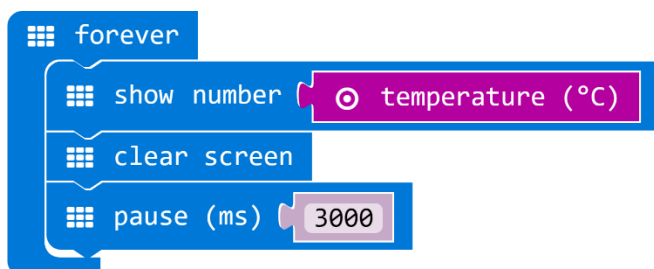 forever
show number temperature (°C)
clear screen
pause (ms) 3000